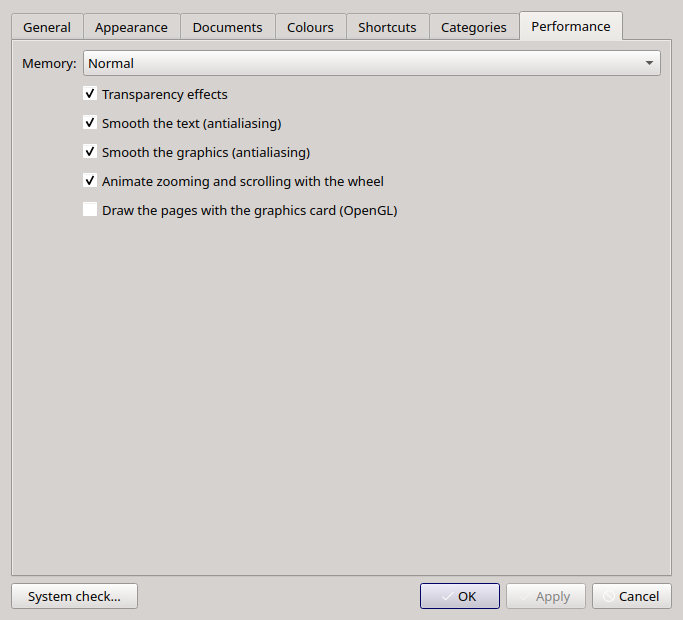 General Appearance Documents Colours Shortcuts Categories Performance
Memory: Normal
Transparency effects
Smooth the text (antialiasing)
Smooth the graphics (antialiasing)
Animate zooming and scrolling with the wheel
Draw the pages with the graphics card (OpenGL)
System check... OK Apply Cancel